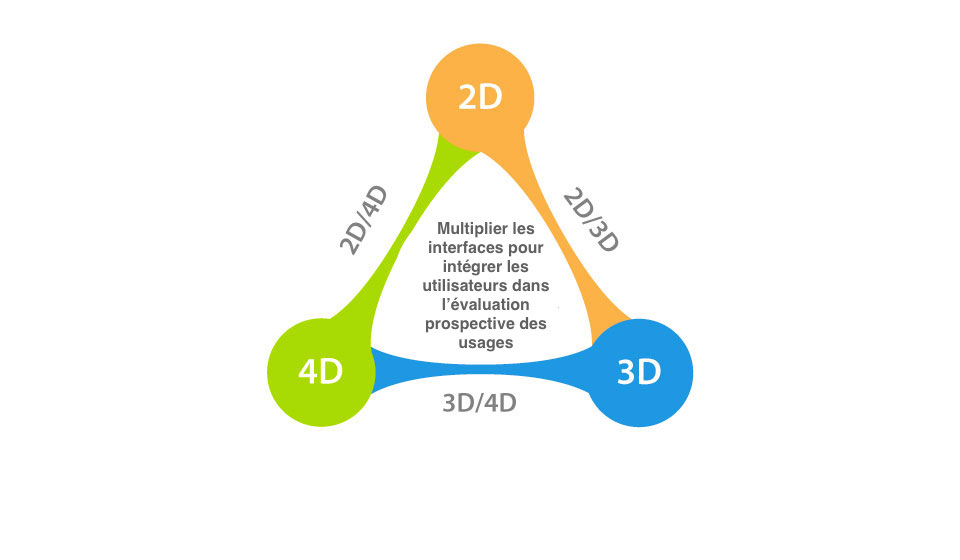 2D
2D/4D
2D/3D
Multiplier les
interfaces pour
intégrer les
utilisateurs dans
l’évaluation
prospective des
usages
4D
3D
3D/4D